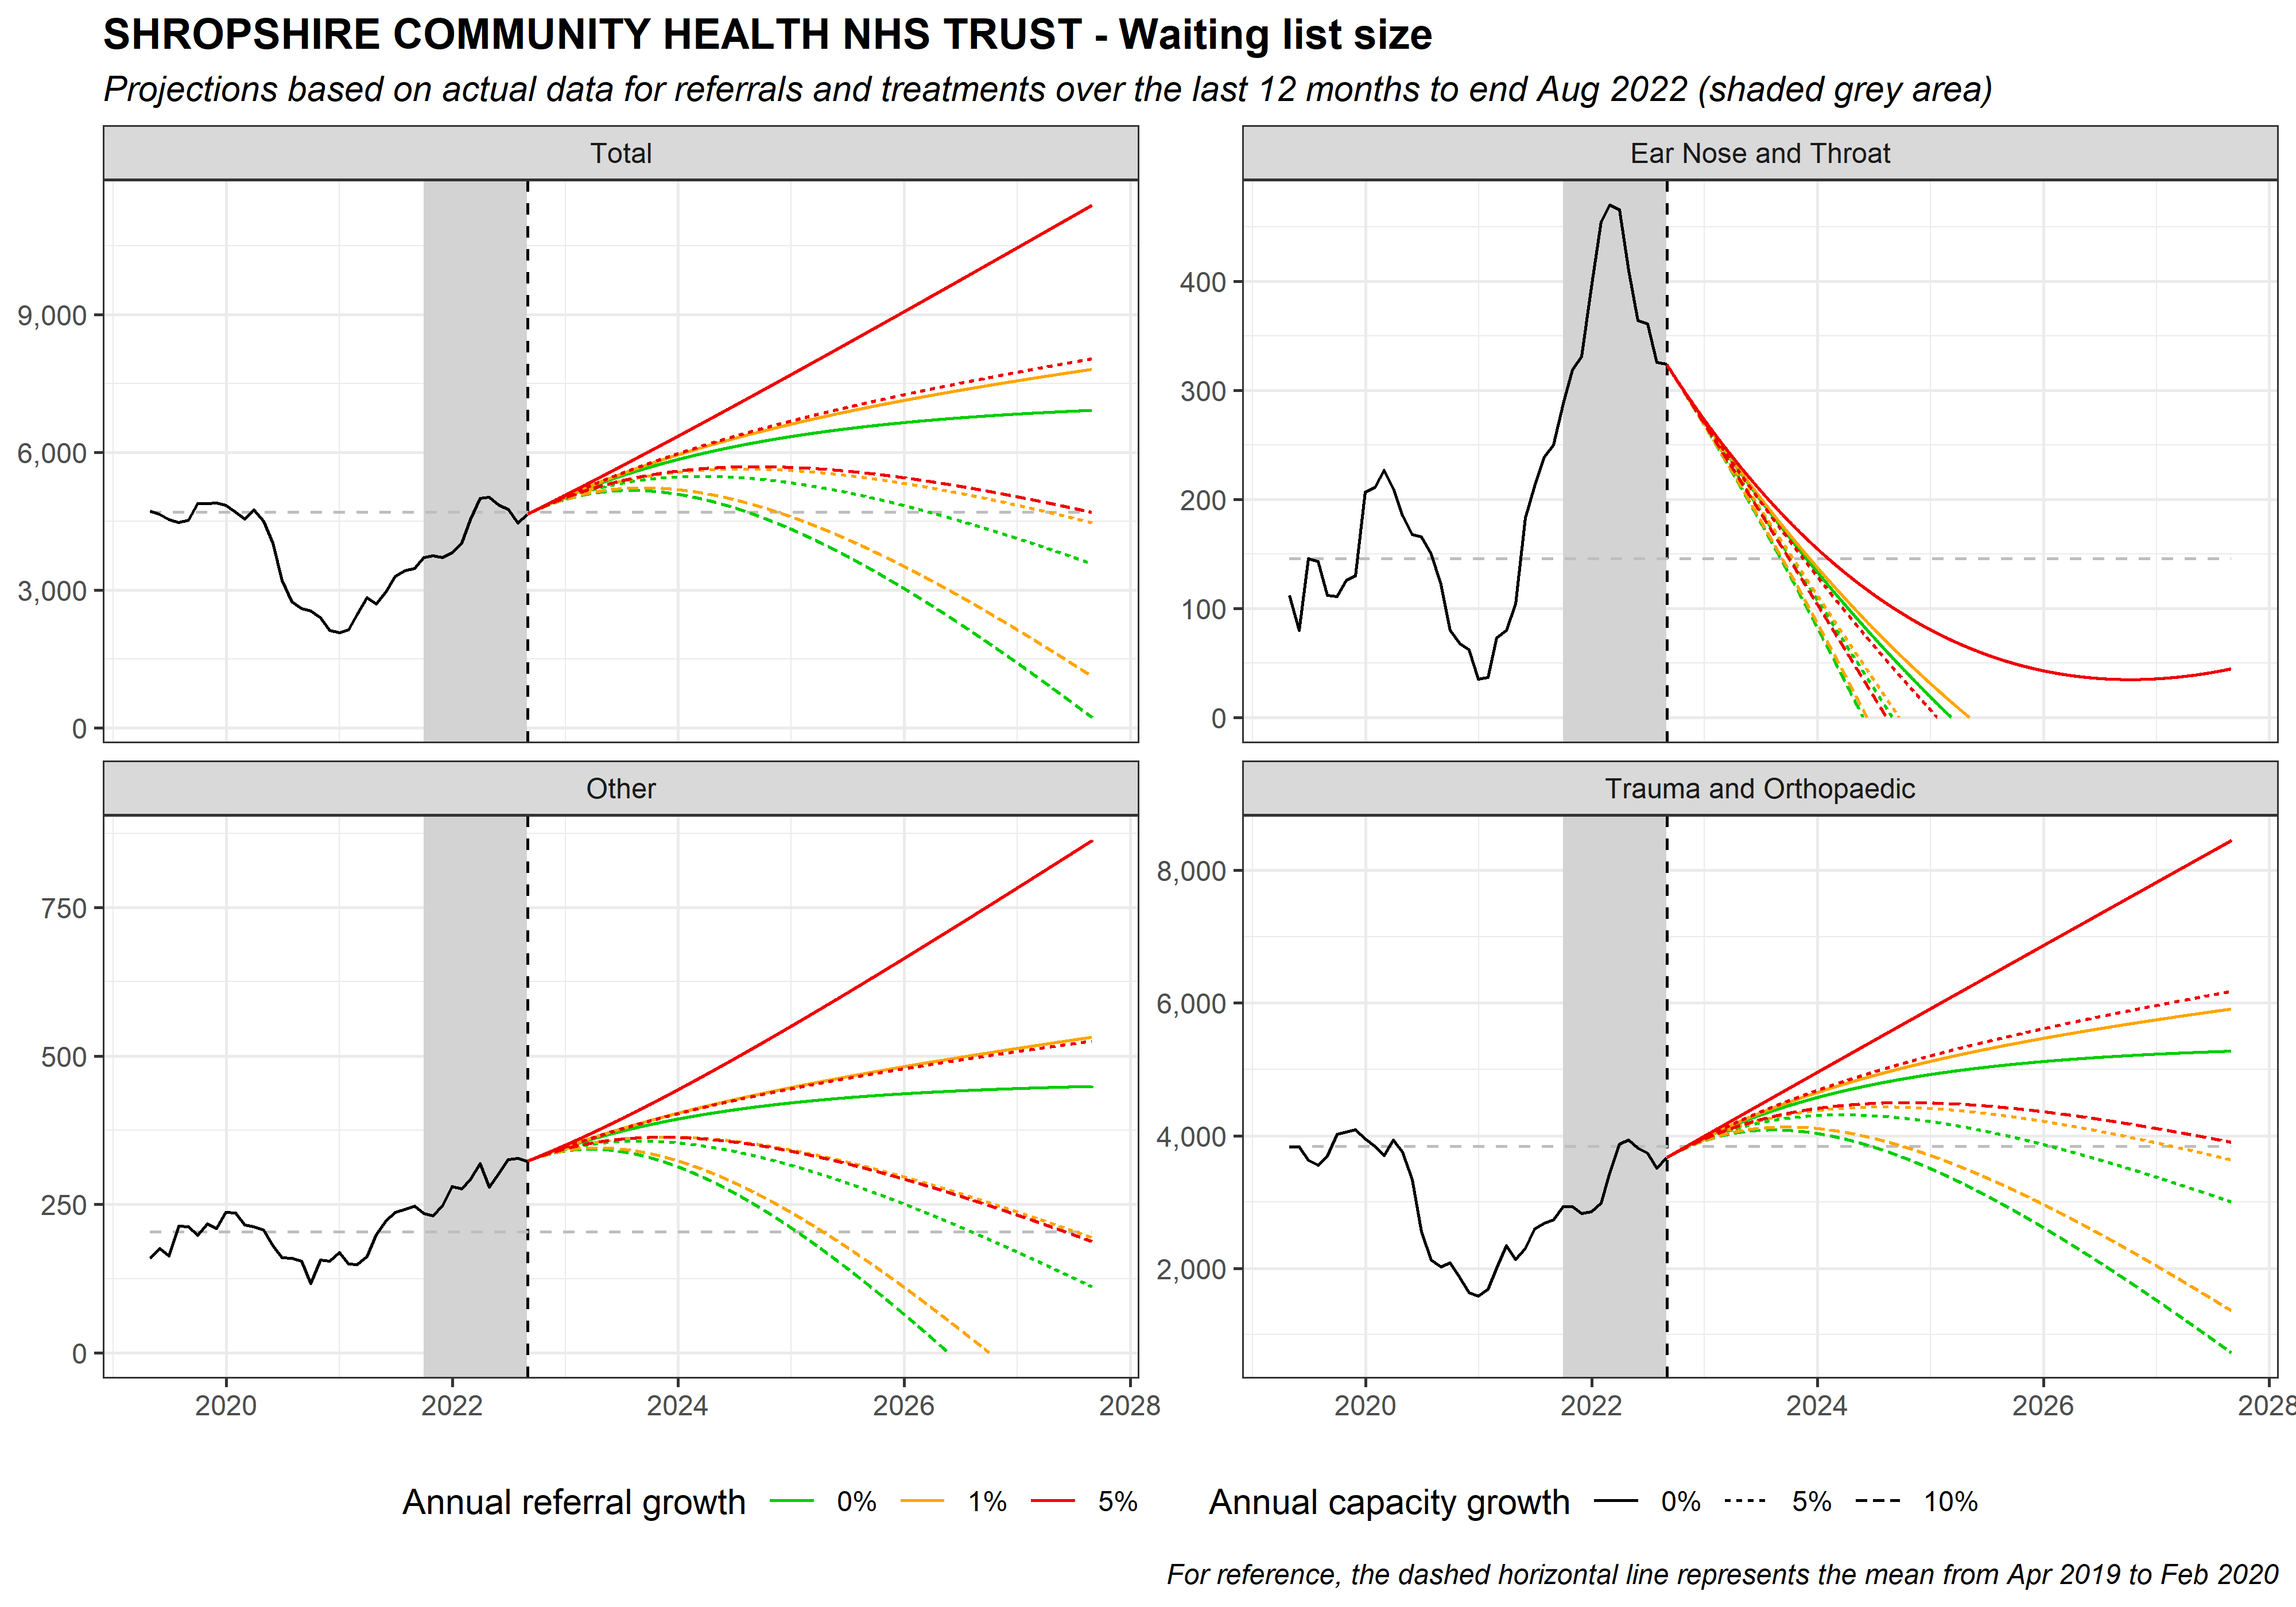 SHROPSHIRE COMMUNITY HEALTH NHS TRUST - Waiting list size
Projections based on actual data for referrals and treatments over the last 12 months to end Aug 2022 (shaded grey area)
Total
9,000
6,000
3,000
0
Ear Nose and Throat
400
300
200
100
0
Other
750
500
250
0
2020 2022 2024 2026 2028
Trauma and Orthopaedic
8,000
6,000
4,000
2,000
2020 2022 2024 2026 2028
Annual referral growth 0% 1% 5%
Annual capacity growth 0% 5% 10%
For reference, the dashed horizontal line represents the mean from Apr 2019 to Feb 2020